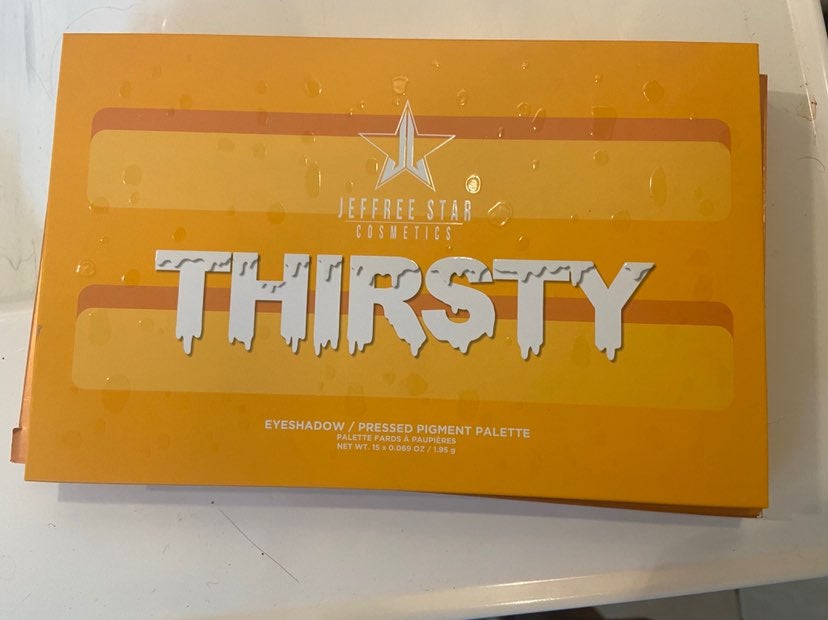 JEFFREE STAR
COSMETICS
THIRSTY
EYESHADOW / PRESSED PIGMENT PALETTE
PALETTE FARDS À PAUPIÈRES
NET WT. 15 x 0.069 OZ / 1.95 g